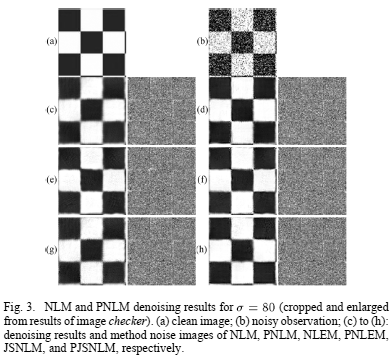 (a)
(b)
(c)
(d)
(e)
(f)
(g)
(h)
Fig. 3. NLM and PNLM denoising results for σ = 80 (cropped and enlarged
from results of image checker). (a) clean image; (b) noisy observation; (c) to (h):
denoising results and method noise images of NLM, PNLM, NLEM, PNLEM,
JSNLM, and PJSNLM, respectively.